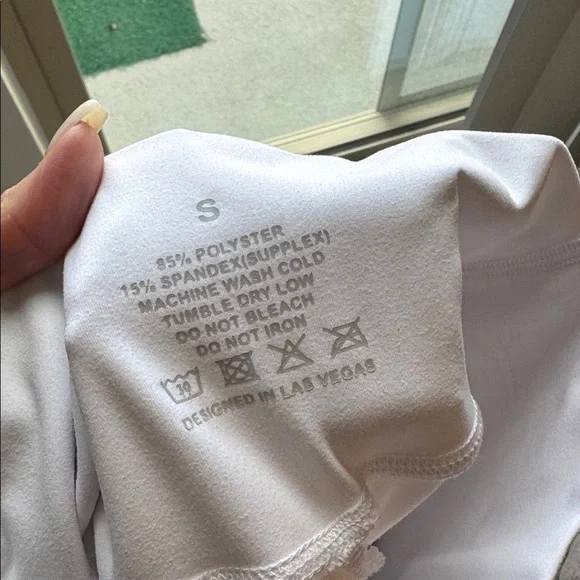 S
85% POLYSTER
15% SPANDEX(SUPPLEX)
MACHINE WASH COLD
TUMBLE DRY LOW
DO NOT BLEACH
DO NOT IRON
30
DESIGNED IN LAS VEGAS